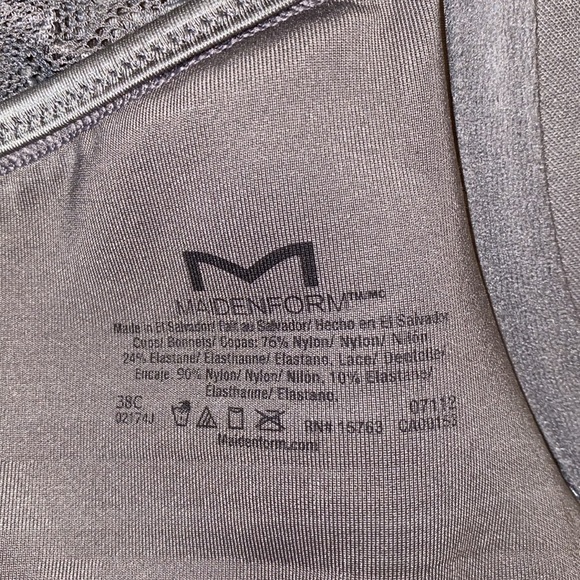 MAIDENFORM™/MC
Made in El Salvador/ Fait au Salvador/ Hecho en El Salvador
Cups/ Bonnets/ Copas: 76% Nylon/ Nylon/ Nilón
24% Elastane/ Elasthanne/ Elastano, Lace/ Dentelle/
Encaje: 90% Nylon/ Nylon/ Nilón, 10% Elastane/
Elasthanne/ Elastano,
38C 07112
02174J RN# 15763 CA00153
Maidenform.com